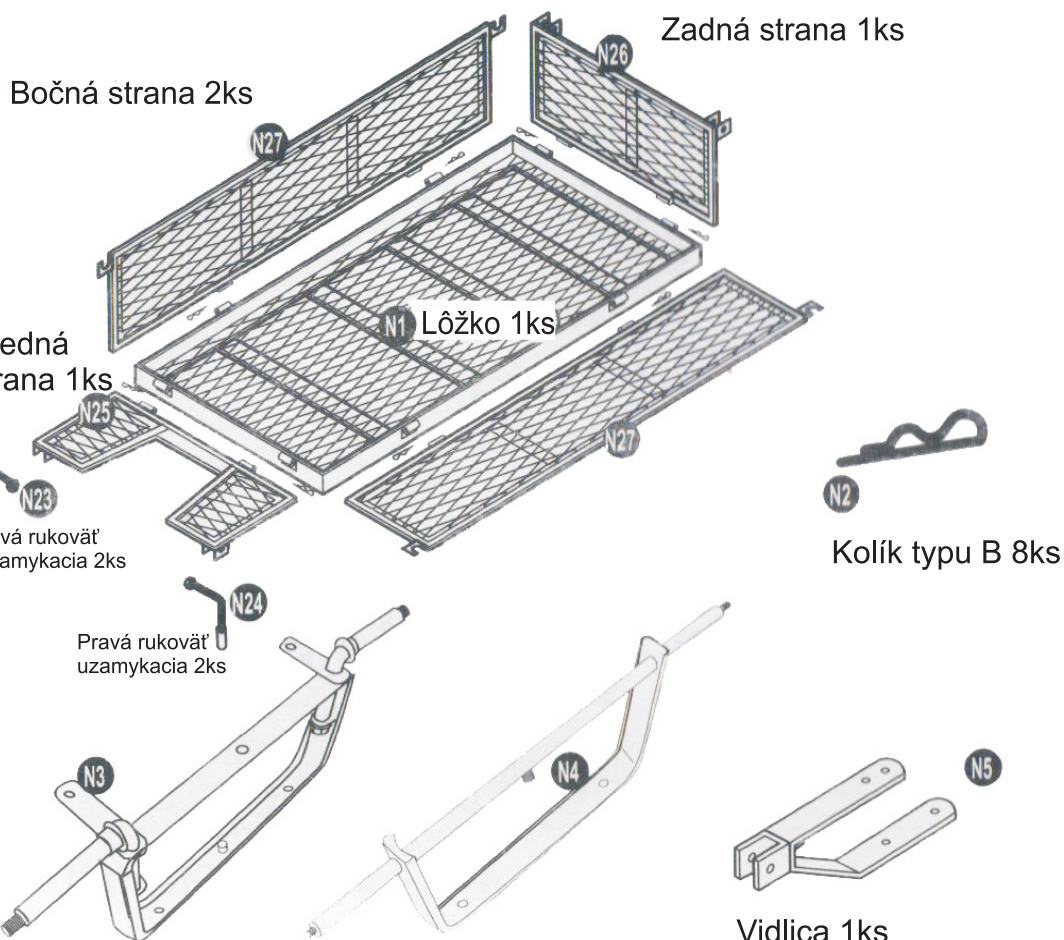 Zadná strana 1ks
N26
Bočná strana 2ks
N27
N1 Lôžko 1ks
edná
rana 1ks
N25
N27
N23
vá rukoväť
amykacia 2ks
N2
Kolík typu B 8ks
N24
Pravá rukoväť
uzamykacia 2ks
N3
N4
N5
Vidlica 1ks